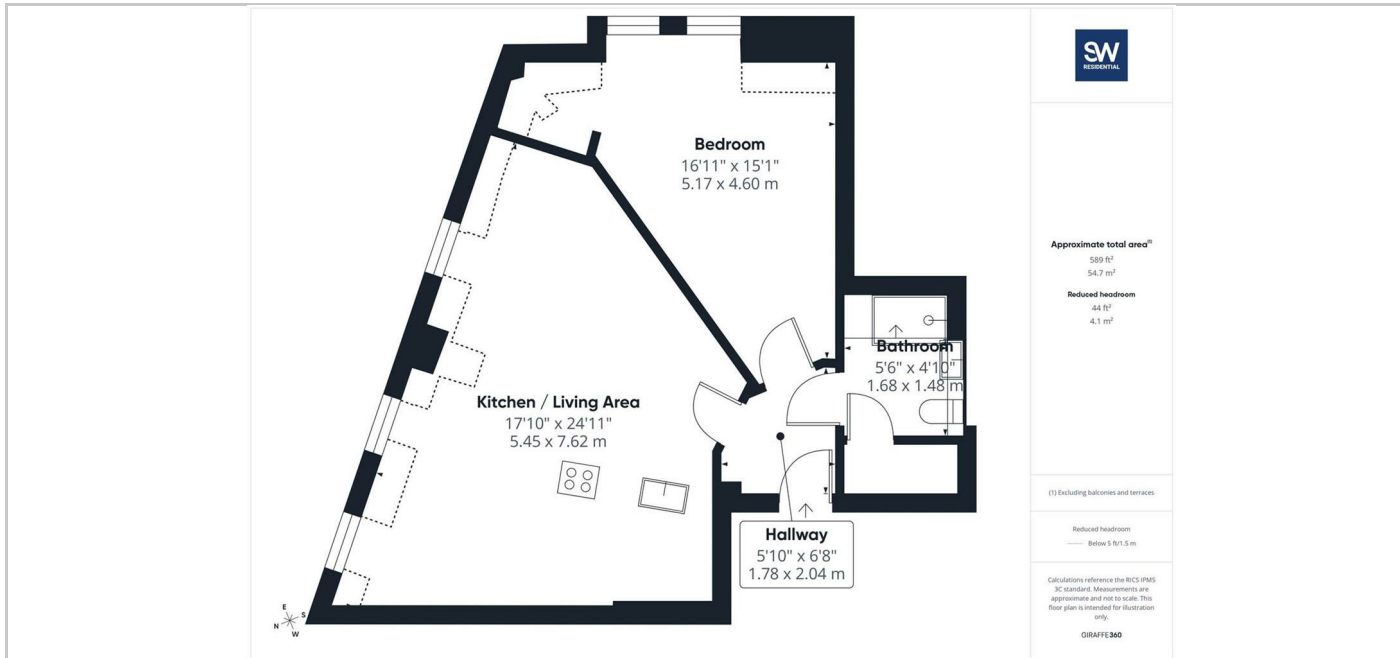 Bedroom
16'11" x 15'1"
5.17 x 4.60 m
Bathroom
5'6" x 4'10"
1.68 x 1.48 m
Kitchen / Living Area
17'10" x 24'11"
5.45 x 7.62 m
Hallway
5'10" x 6'8"
1.78 x 2.04 m
E
S
N
W
SW
RESIDENTIAL
Approximate total area(1)
589 ft²
54.7 m²
Reduced headroom
44 ft²
4.1 m²
(1) Excluding balconies and terraces
Reduced headroom
Below 5 ft/1.5 m
Calculations reference the RICS IPMS
3C standard. Measurements are
approximate and not to scale. This
floor plan is intended for illustration
only.
GIRAFFE360